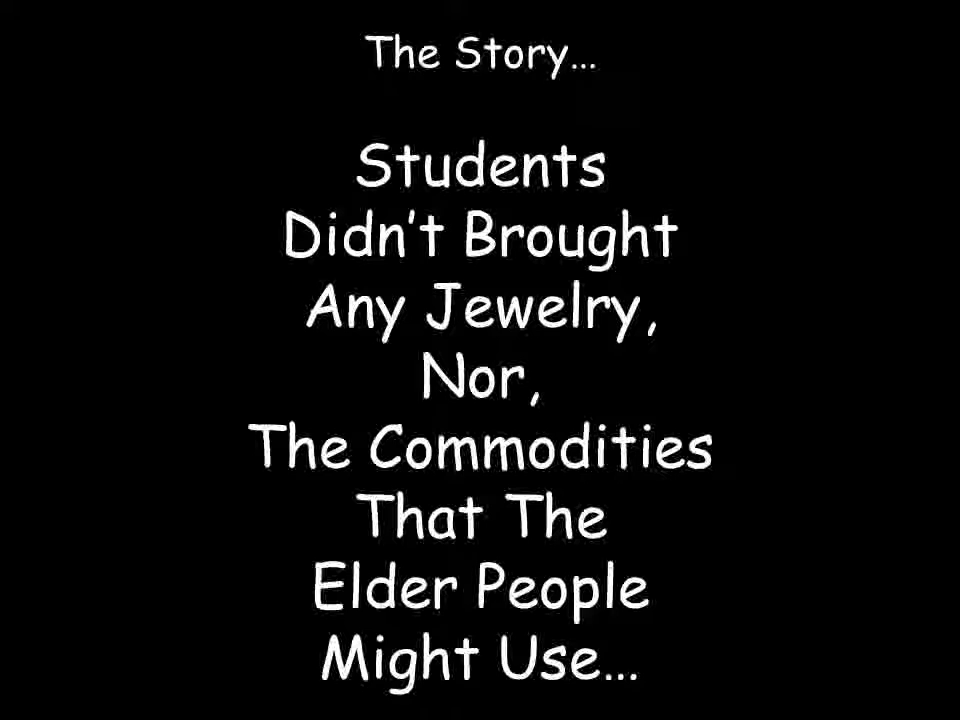 The Story…
Students
Didn’t Brought
Any Jewelry,
Nor,
The Commodities
That The
Elder People
Might Use…